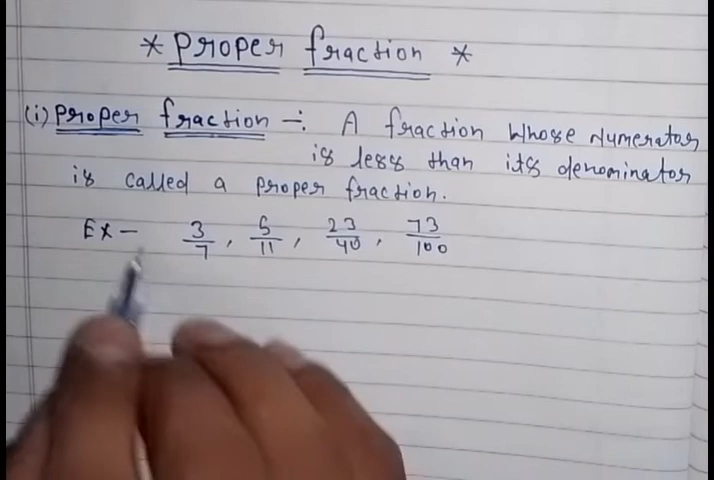 * Proper fraction *
(i) Proper fraction ÷ A fraction whose Numerator
is less than its denominator
is called a proper fraction.
Ex - 3/7, 5/11, 23/40, 73/100